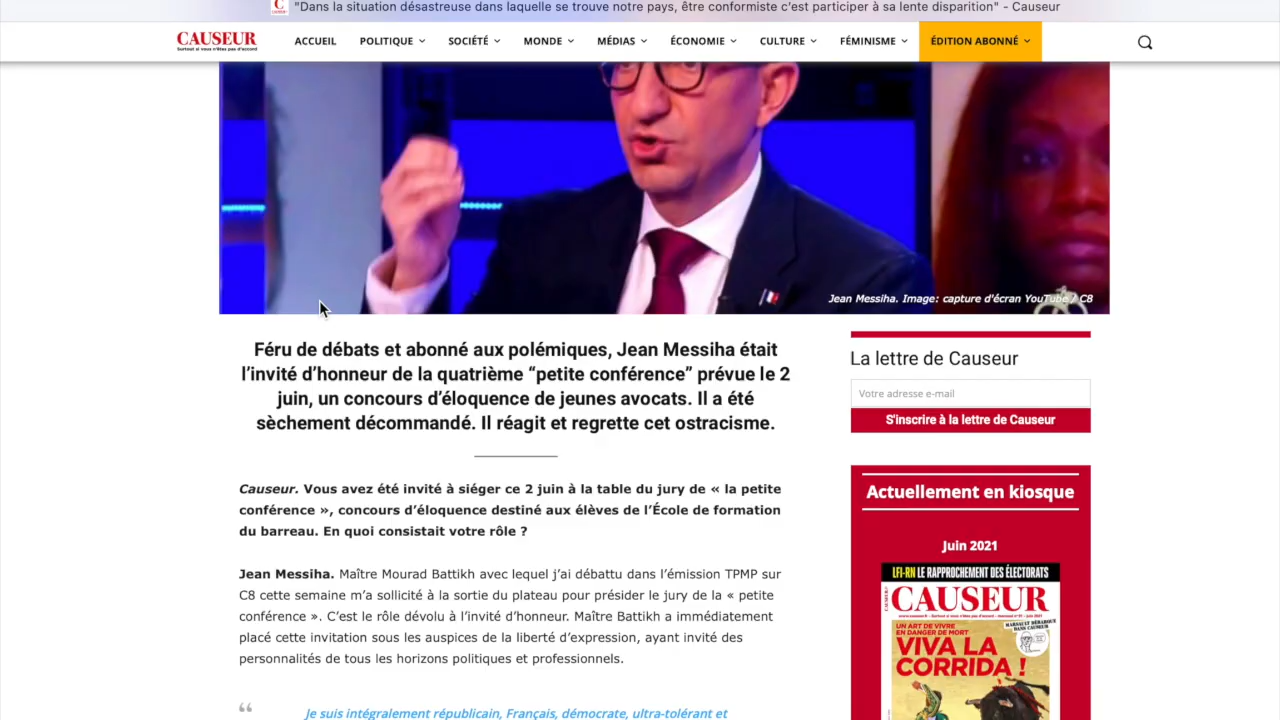 "Dans la situation désastreuse dans laquelle se trouve notre pays, être conformiste c'est participer à sa lente disparition" - Causeur
CAUSEUR
Surtout si vous n'êtes pas d'accord
ACCUEIL
POLITIQUE
SOCIÉTÉ
MONDE
MÉDIAS
ÉCONOMIE
CULTURE
FÉMINISME
ÉDITION ABONNÉ
Jean Messiha. Image: capture d'écran YouTube / C8
Féru de débats et abonné aux polémiques, Jean Messiha était
l’invité d’honneur de la quatrième “petite conférence” prévue le 2
juin, un concours d’éloquence de jeunes avocats. Il a été
sèchement décommandé. Il réagit et regrette cet ostracisme.
Causeur. Vous avez été invité à siéger ce 2 juin à la table du jury de « la petite
conférence », concours d’éloquence destiné aux élèves de l’École de formation
du barreau. En quoi consistait votre rôle ?
Jean Messiha. Maître Mourad Battikh avec lequel j’ai débattu dans l’émission TPMP sur
C8 cette semaine m’a sollicité à la sortie du plateau pour présider le jury de la « petite
conférence ». C’est le rôle dévolu à l’invité d’honneur. Maître Battikh a immédiatement
placé cette invitation sous les auspices de la liberté d’expression, ayant invité des
personnalités de tous les horizons politiques et professionnels.
“
Je suis intégralement républicain, Français, démocrate, ultra-tolérant et
La lettre de Causeur
Votre adresse e-mail
S'inscrire à la lettre de Causeur
Actuellement en kiosque
Juin 2021
LFI-RN LE RAPPROCHEMENT DES ÉLECTORATS
CAUSEUR
MARSAULT DÉBARQUE
DANS CAUSEUR
UN ART DE VIVRE
EN DANGER DE MORT
VIVA LA
CORRIDA !